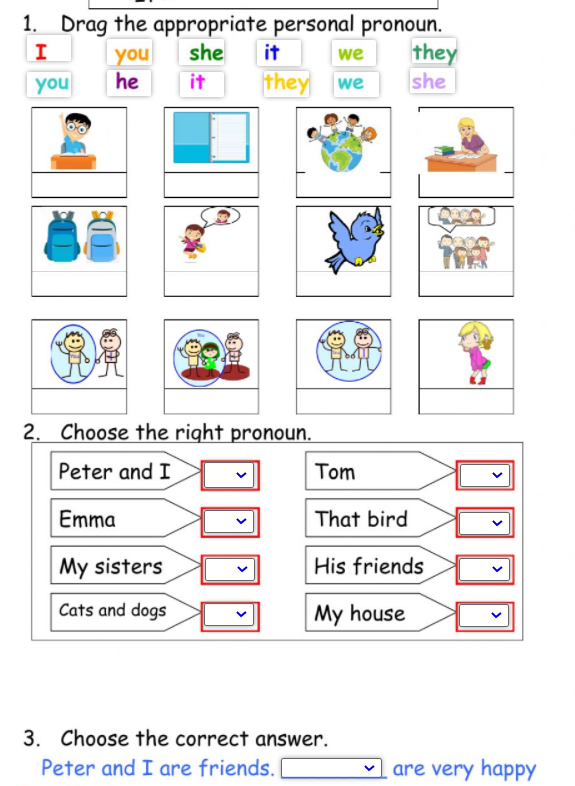 1. Drag the appropriate personal pronoun.
I you she it we they
you he it they we she
2. Choose the right pronoun.
Peter and I Tom
Emma That bird
My sisters His friends
Cats and dogs My house
3. Choose the correct answer.
Peter and I are friends. are very happy